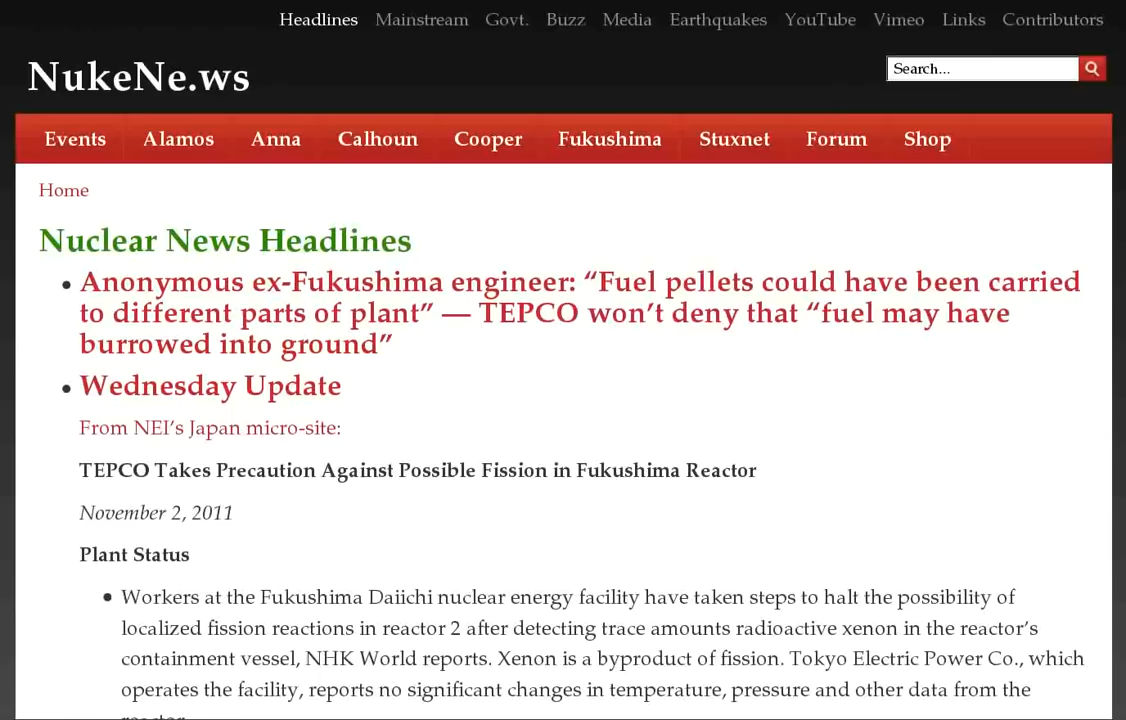 Headlines Mainstream Govt. Buzz Media Earthquakes YouTube Vimeo Links Contributors
NukeNe.ws
Search...
Events Alamos Anna Calhoun Cooper Fukushima Stuxnet Forum Shop
Home
Nuclear News Headlines
• Anonymous ex-Fukushima engineer: “Fuel pellets could have been carried
to different parts of plant” — TEPCO won’t deny that “fuel may have
burrowed into ground”
• Wednesday Update
From NEI’s Japan micro-site:
TEPCO Takes Precaution Against Possible Fission in Fukushima Reactor
November 2, 2011
Plant Status
• Workers at the Fukushima Daiichi nuclear energy facility have taken steps to halt the possibility of
localized fission reactions in reactor 2 after detecting trace amounts radioactive xenon in the reactor’s
containment vessel, NHK World reports. Xenon is a byproduct of fission. Tokyo Electric Power Co., which
operates the facility, reports no significant changes in temperature, pressure and other data from the